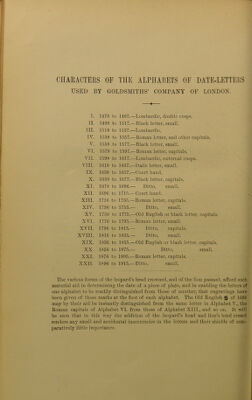 CHARACTERS OF THE ALPHABETS OF DATE-LETTERS
USED BY GOLDSMITHS' COMPANY OF LONDON.
I. 1478 to 1497.—Lombardic, double cusps.
II. 1498 to 1517.—Black letter, small.
III. 1518 to 1537.—Lombardic.
IV. 1538 to 1557.—Roman letter, and other capitals.
V. 1558 to 1577.—Black letter, small.
VI. 1578 to 1597.—Roman letter, capitals.
VII. 1598 to 1617.—Lombardic, external cusps.
VIII. 1618 to 1637.—Italic letter, small.
IX. 1638 to 1657.—Court hand.
X. 1658 to 1677.—Black letter, capitals.
XI. 1678 to 1696.— Ditto, small.
XII. 1696 to 1715.—Court hand.
XIII. 1716 to 1735.—Roman letter, capitals.
XIV. 1736 to 1755.— Ditto, small.
XV. 1756 to 1775.—Old English or black letter, capitals.
XVI. 1776 to 1795.—Roman letter, small.
XVII. 1796 to 1815.— Ditto, capitals.
XVIII. 1816 to 1835.— Ditto, small.
XIX. 1836 to 1855.—Old English or black letter, capitals.
XX. 1856 to 1875.— Ditto, small.
XXI. 1876 to 1895.—Roman letter, capitals.
XXII. 1896 to 1915.—Ditto, small.
The various forms of the leopard's head crowned, and of the lion passant, afford such
material aid in determining the date of a piece of plate, and in enabling the letters of
one alphabet to be readily distinguished from those of another, that engravings have
been given of these marks at the foot of each alphabet. The Old English of
may by their aid be instantly distinguished from the same letter in Alphabet V., the
Roman capitals of Alphabet VI. from those of Alphabet XIII., and so on. It will
be seen that in this way the addition of the leopard's head and lion's head erased
renders any small and accidental inaccuracies in the letters and their shields of com-
paratively little importance.